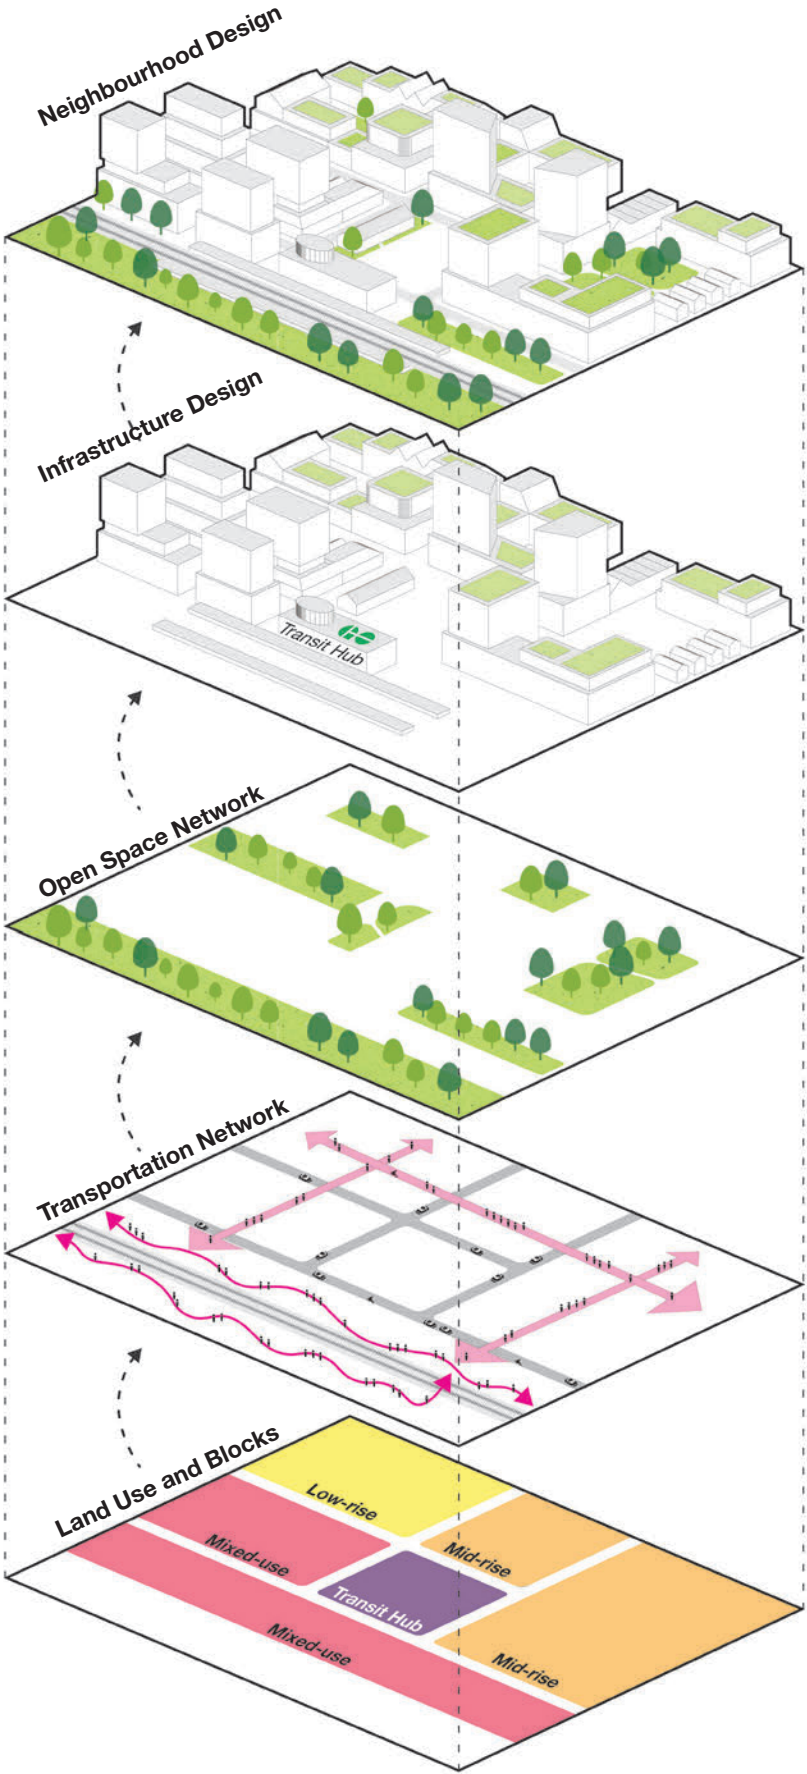 Neighbourhood Design
Infrastructure Design
Transit Hub
Open Space Network
Transportation Network
Land Use and Blocks
Low-rise
Mixed-use
Mid-rise
Transit Hub
Mixed-use
Mid-rise